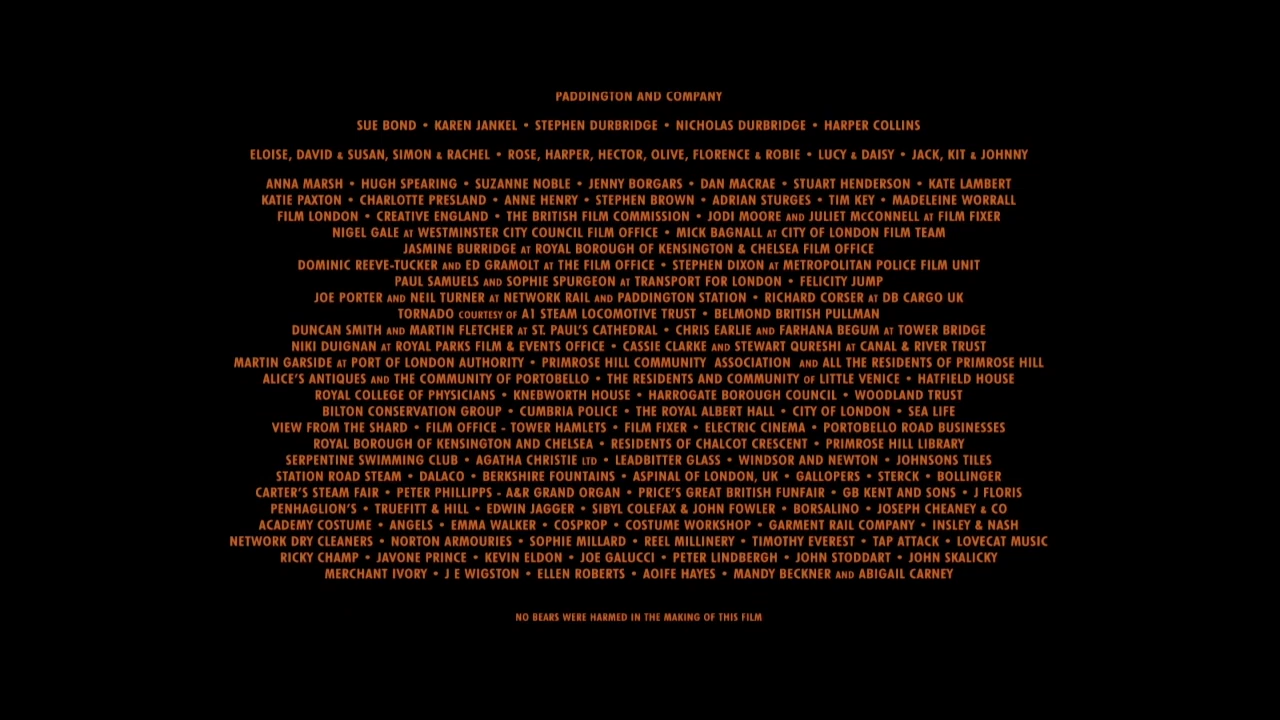 PADDINGTON AND COMPANY
SUE BOND • KAREN JANKEL • STEPHEN DURBRIDGE • NICHOLAS DURBRIDGE • HARPER COLLINS
ELOISE, DAVID & SUSAN, SIMON & RACHEL • ROSE, HARPER, HECTOR, OLIVE, FLORENCE & ROBIE • LUCY & DAISY • JACK, KIT & JOHNNY
ANNA MARSH • HUGH SPEARING • SUZANNE NOBLE • JENNY BORGARS • DAN MACRAE • STUART HENDERSON • KATE LAMBERT
KATIE PAXTON • CHARLOTTE PRESLAND • ANNE HENRY • STEPHEN BROWN • ADRIAN STURGES • TIM KEY • MADELEINE WORRALL
FILM LONDON • CREATIVE ENGLAND • THE BRITISH FILM COMMISSION • JODI MOORE AND JULIET McCONNELL AT FILM FIXER
NIGEL GALE AT WESTMINSTER CITY COUNCIL FILM OFFICE • MICK BAGNALL AT CITY OF LONDON FILM TEAM
JASMINE BURRIDGE AT ROYAL BOROUGH OF KENSINGTON & CHELSEA FILM OFFICE
DOMINIC REEVE-TUCKER AND ED GRAMOLT AT THE FILM OFFICE • STEPHEN DIXON AT METROPOLITAN POLICE FILM UNIT
PAUL SAMUELS AND SOPHIE SPURGEON AT TRANSPORT FOR LONDON • FELICITY JUMP
JOE PORTER AND NEIL TURNER AT NETWORK RAIL AND PADDINGTON STATION • RICHARD CORSER AT DB CARGO UK
TORNADO COURTESY OF A1 STEAM LOCOMOTIVE TRUST • BELMOND BRITISH PULLMAN
DUNCAN SMITH AND MARTIN FLETCHER AT ST. PAUL'S CATHEDRAL • CHRIS EARLIE AND FARHANA BEGUM AT TOWER BRIDGE
NIKI DUIGNAN AT ROYAL PARKS FILM & EVENTS OFFICE • CASSIE CLARKE AND STEWART QURESHI AT CANAL & RIVER TRUST
MARTIN GARSIDE AT PORT OF LONDON AUTHORITY • PRIMROSE HILL COMMUNITY ASSOCIATION AND ALL THE RESIDENTS OF PRIMROSE HILL
ALICE'S ANTIQUES AND THE COMMUNITY OF PORTOBELLO • THE RESIDENTS AND COMMUNITY OF LITTLE VENICE • HATFIELD HOUSE
ROYAL COLLEGE OF PHYSICIANS • KNEBWORTH HOUSE • HARROGATE BOROUGH COUNCIL • WOODLAND TRUST
BILTON CONSERVATION GROUP • CUMBRIA POLICE • THE ROYAL ALBERT HALL • CITY OF LONDON • SEA LIFE
VIEW FROM THE SHARD • FILM OFFICE - TOWER HAMLETS • FILM FIXER • ELECTRIC CINEMA • PORTOBELLO ROAD BUSINESSES
ROYAL BOROUGH OF KENSINGTON AND CHELSEA • RESIDENTS OF CHALCOT CRESCENT • PRIMROSE HILL LIBRARY
SERPENTINE SWIMMING CLUB • AGATHA CHRISTIE LTD • LEADBITTER GLASS • WINDSOR AND NEWTON • JOHNSONS TILES
STATION ROAD STEAM • DALACO • BERKSHIRE FOUNTAINS • ASPINAL OF LONDON, UK • GALLOPERS • STERCK • BOLLINGER
CARTER'S STEAM FAIR • PETER PHILLIPPS - A&R GRAND ORGAN • PRICE'S GREAT BRITISH FUNFAIR • GB KENT AND SONS • J FLORIS
PENHAGLION'S • TRUEFITT & HILL • EDWIN JAGGER • SIBYL COLEFAX & JOHN FOWLER • BORSALINO • JOSEPH CHEANEY & CO
ACADEMY COSTUME • ANGELS • EMMA WALKER • COSPROP • COSTUME WORKSHOP • GARMENT RAIL COMPANY • INSLEY & NASH
NETWORK DRY CLEANERS • NORTON ARMOURIES • SOPHIE MILLARD • REEL MILLINERY • TIMOTHY EVEREST • TAP ATTACK • LOVECAT MUSIC
RICKY CHAMP • JAVONE PRINCE • KEVIN ELDON • JOE GALUCCI • PETER LINDBERGH • JOHN STODDART • JOHN SKALICKY
MERCHANT IVORY • J E WIGSTON • ELLEN ROBERTS • AOIFE HAYES • MANDY BECKNER AND ABIGAIL CARNEY
NO BEARS WERE HARMED IN THE MAKING OF THIS FILM